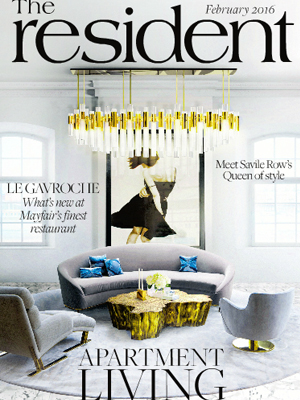 The
February 2016
resident
Meet Savile Row's
Queen of style
LE GAVROCHE
What's new at
Mayfair's finest
restaurant
APARTMENT
LIVING